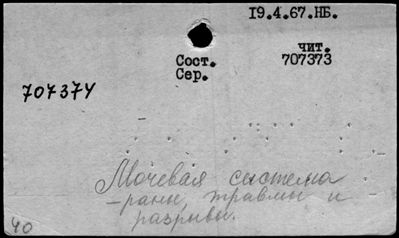 19.4.67.НБ.
чит.
Сост. 707373
Сер.
707374
Мочевая система
- раны, травмы и
разрывы.
40